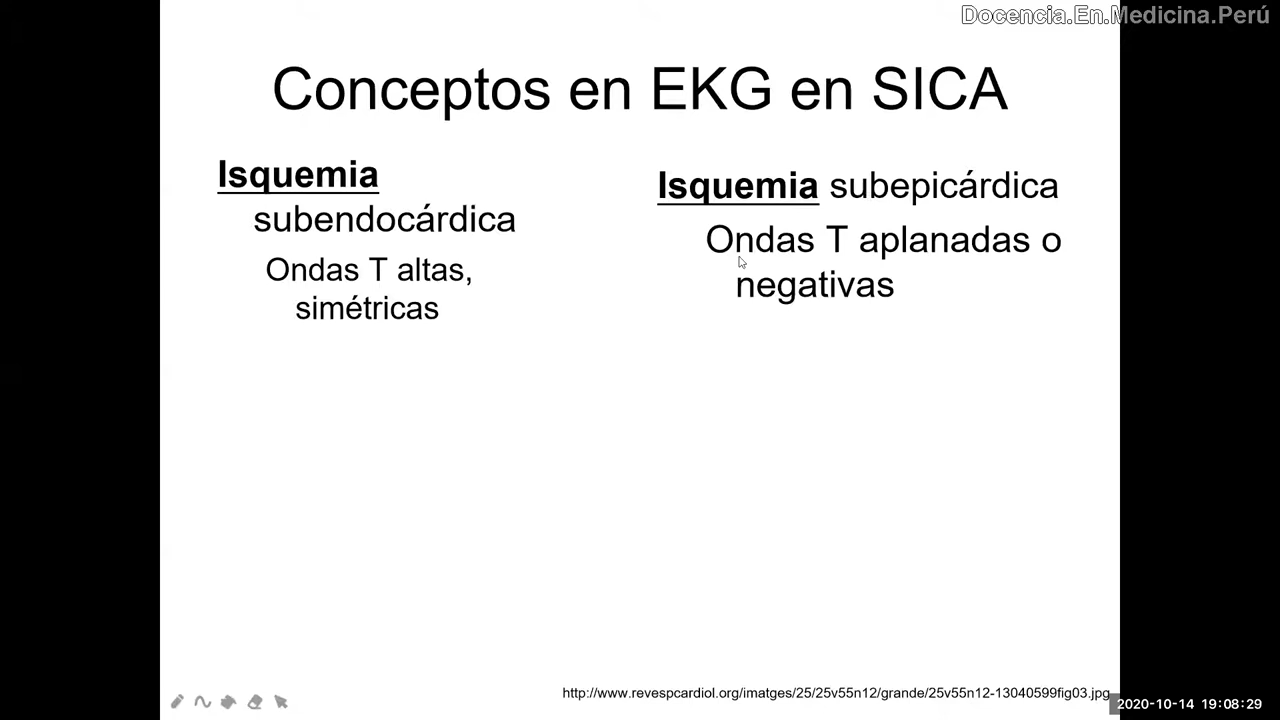 Docencia.En.Medicina.Perú
Conceptos en EKG en SICA
Isquemia
subendocárdica
Ondas T altas,
simétricas
Isquemia subepicárdica
Ondas T aplanadas o
negativas
http://www.revespcardiol.org/imatges/25/25v55n12/grande/25v55n12-13040599fig03.jpg
2020-10-14 19:08:29